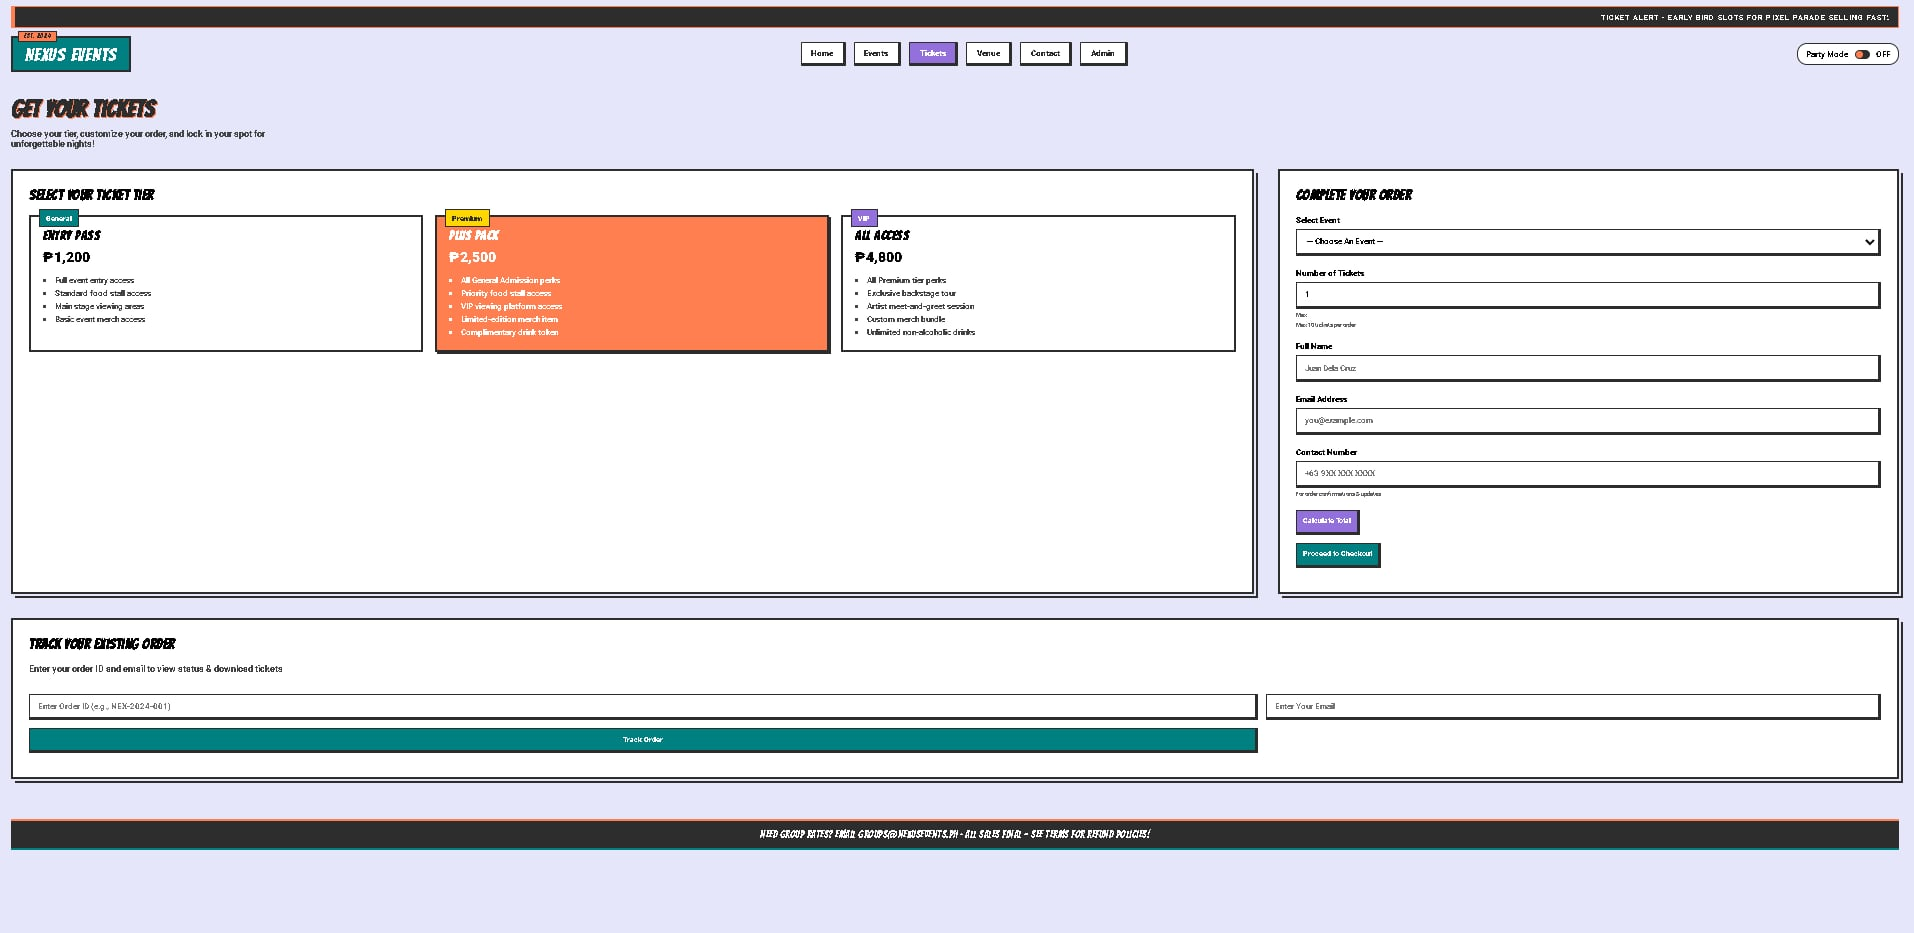 TICKET ALERT - EARLY BIRD SLOTS FOR PIXEL PARADE SELLING FAST!
EST. 2024
NEXUS EVENTS
Home
Events
Tickets
Venue
Contact
Admin
Party Mode
OFF
GET YOUR TICKETS
Choose your tier, customize your order, and lock in your spot for
unforgettable nights!
SELECT YOUR TICKET TIER
General
ENTRY PASS
₱1,200
Full event entry access
Standard food stall access
Main stage viewing areas
Basic event merch access
Premium
PLUS PACK
₱2,500
All General Admission perks
Priority food stall access
VIP viewing platform access
Limited-edition merch item
Complimentary drink token
VIP
ALL ACCESS
₱4,800
All Premium tier perks
Exclusive backstage tour
Artist meet-and-greet session
Custom merch bundle
Unlimited non-alcoholic drinks
COMPLETE YOUR ORDER
Select Event
-- Choose An Event --
Number of Tickets
1
Max
Max 10 tickets per order
Full Name
Juan Dela Cruz
Email Address
you@example.com
Contact Number
+63 9XX XXX XXXX
For order confirmations & updates
Calculate Total
Proceed to Checkout
TRACK YOUR EXISTING ORDER
Enter your order ID and email to view status & download tickets
Enter Order ID (e.g., NEX-2024-001)
Enter Your Email
Track Order
NEED GROUP RATES? EMAIL GROUPS@NEXUSEVENTS.PH - ALL SALES FINAL - SEE TERMS FOR REFUND POLICIES!